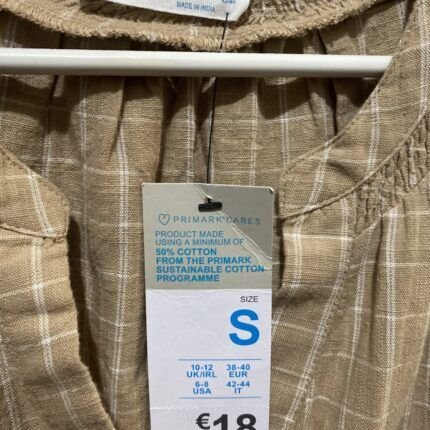 MADE IN INDIA
PRIMARK CARES
PRODUCT MADE
USING A MINIMUM OF
50% COTTON
FROM THE PRIMARK
SUSTAINABLE COTTON
PROGRAMME
SIZE
S
10-12 38-40
UK/IRL EUR
6-8 42-44
USA IT
€18